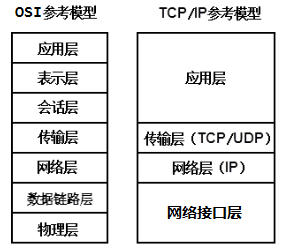 OSI参考模型
应用层
表示层
会话层
传输层
网络层
数据链路层
物理层
TCP/IP参考模型
应用层
传输层（TCP/UDP）
网络层（IP）
网络接口层